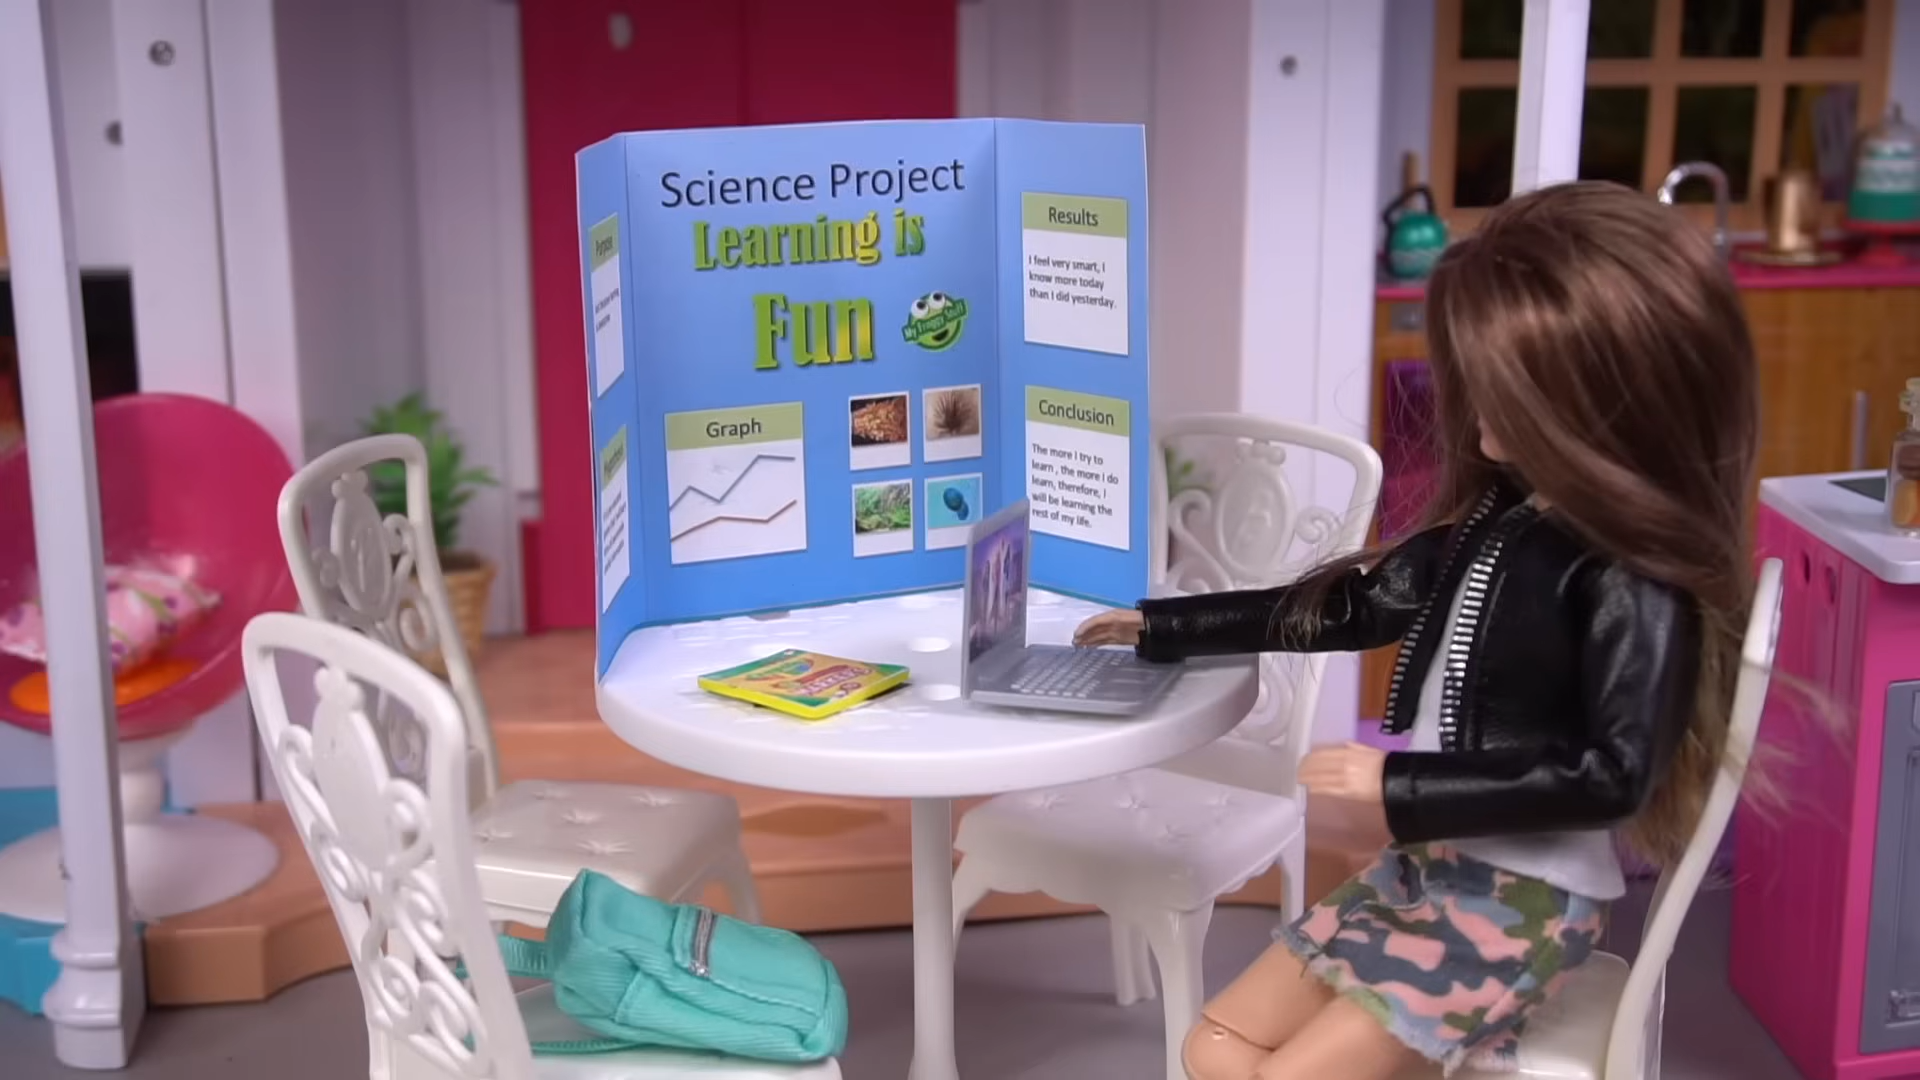 Science Project
Learning is
Fun
My Froggy Stuff
Purpose
Graph
Results
I feel very smart, I
know more today
than I did yesterday.
Conclusion
The more I try to
learn , the more I do
learn, therefore, I
will be learning the
rest of my life.